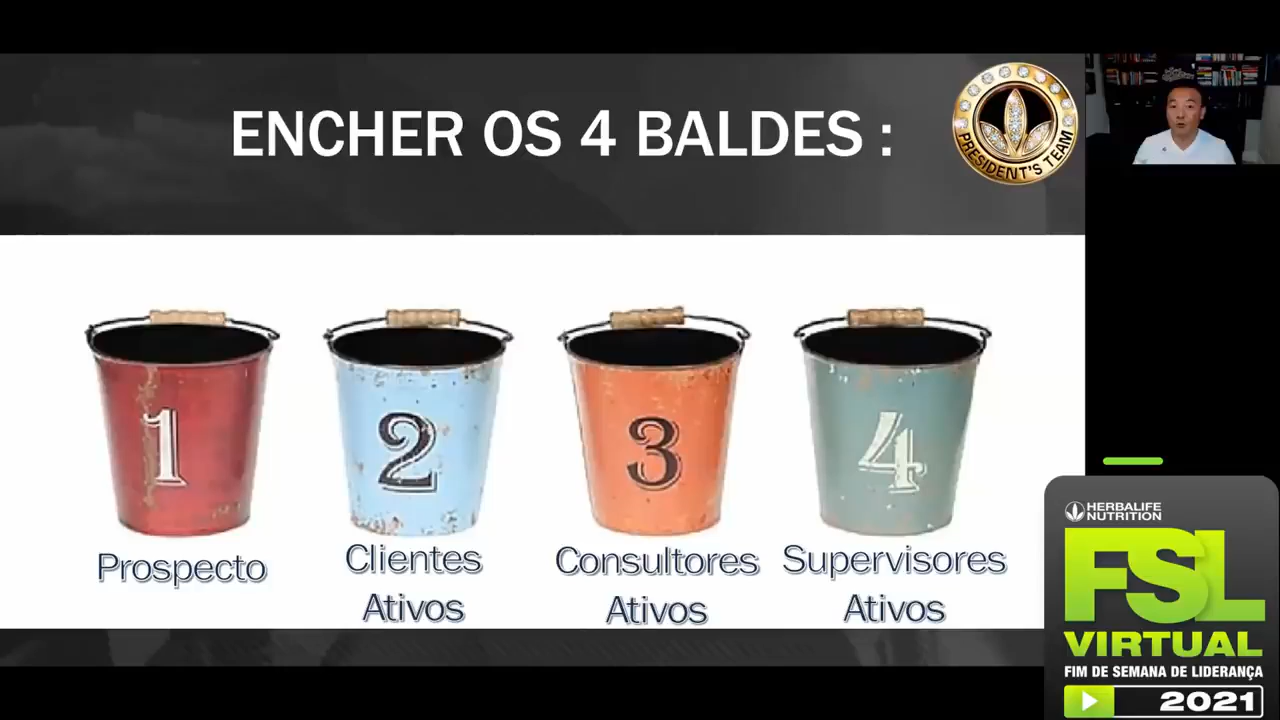 ENCHER OS 4 BALDES :
PRESIDENT'S TEAM
1
2
3
4
Prospecto
Clientes
Ativos
Consultores
Ativos
Supervisores
Ativos
HERBALIFE
NUTRITION
FSL
VIRTUAL
FIM DE SEMANA DE LIDERANÇA
2021